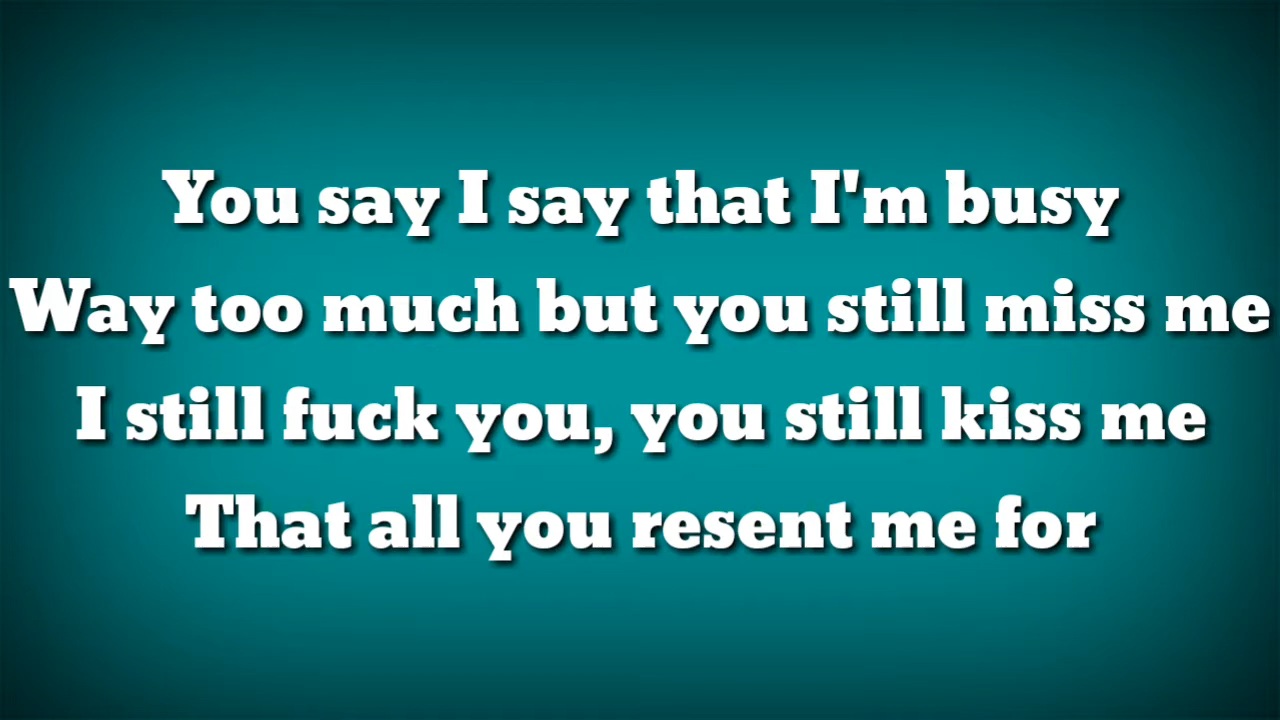 You say I say that I'm busy
Way too much but you still miss me
I still fuck you, you still kiss me
That all you resent me for